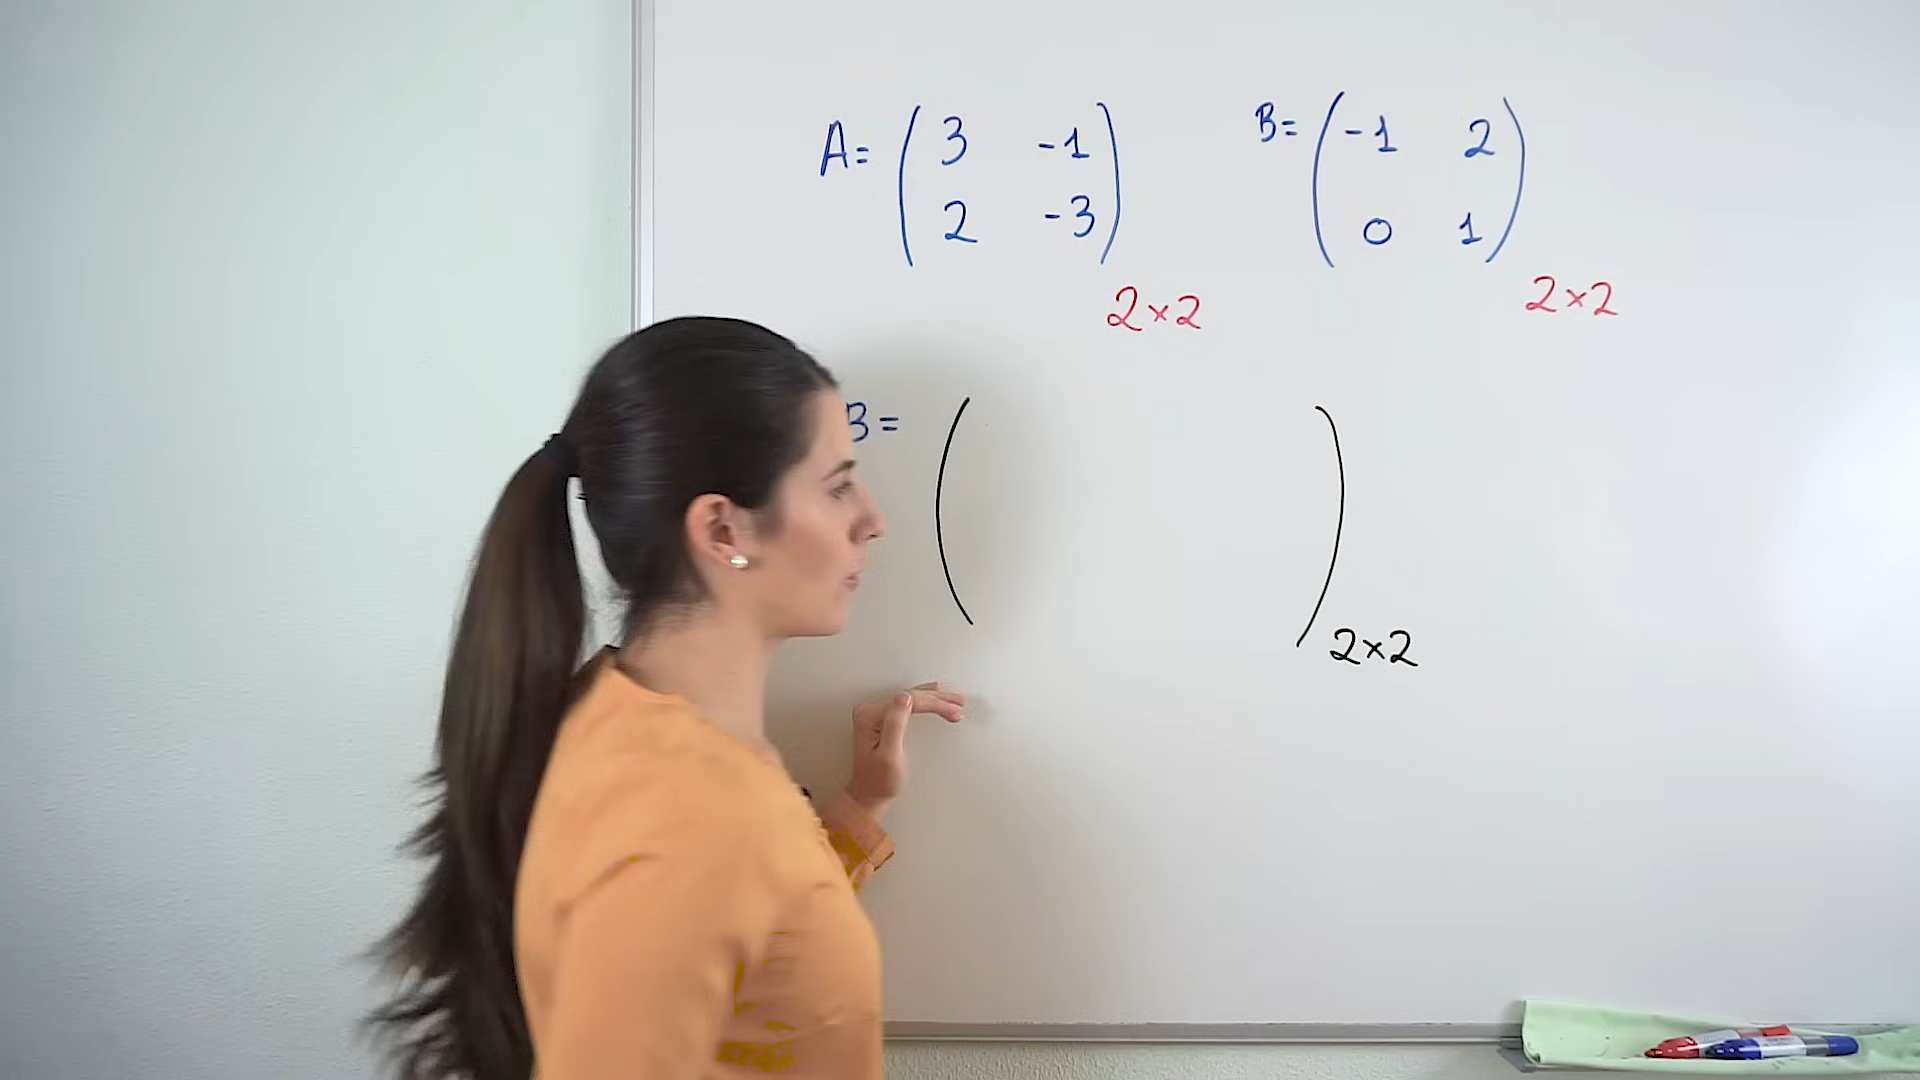 A= ( 3 -1 ) B= ( -1 2 )
( 2 -3 ) ( 0 1 )
2×2 2×2
B = ( )
2×2